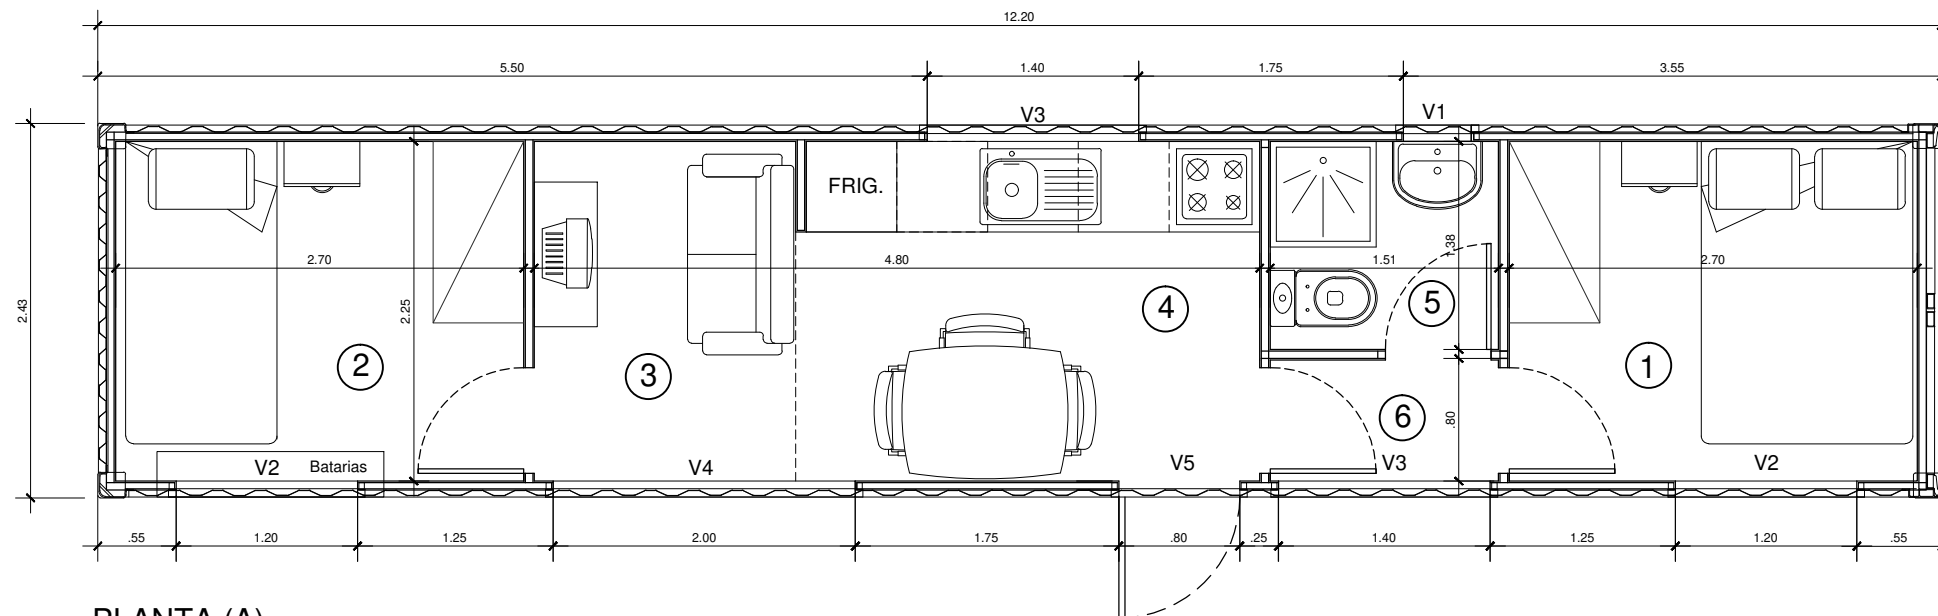 12.20
5.50 1.40 1.75 3.55
V3 V1
FRIG.
2.70 4.80 1.51 2.70
1.38
2.43
2.25
5
4
2 3 1
6
.80
V2 Batarias V4 V5 V3 V2
.55 1.20 1.25 2.00 1.75 .80 .25 1.40 1.25 1.20 .55
PLANTA (A)